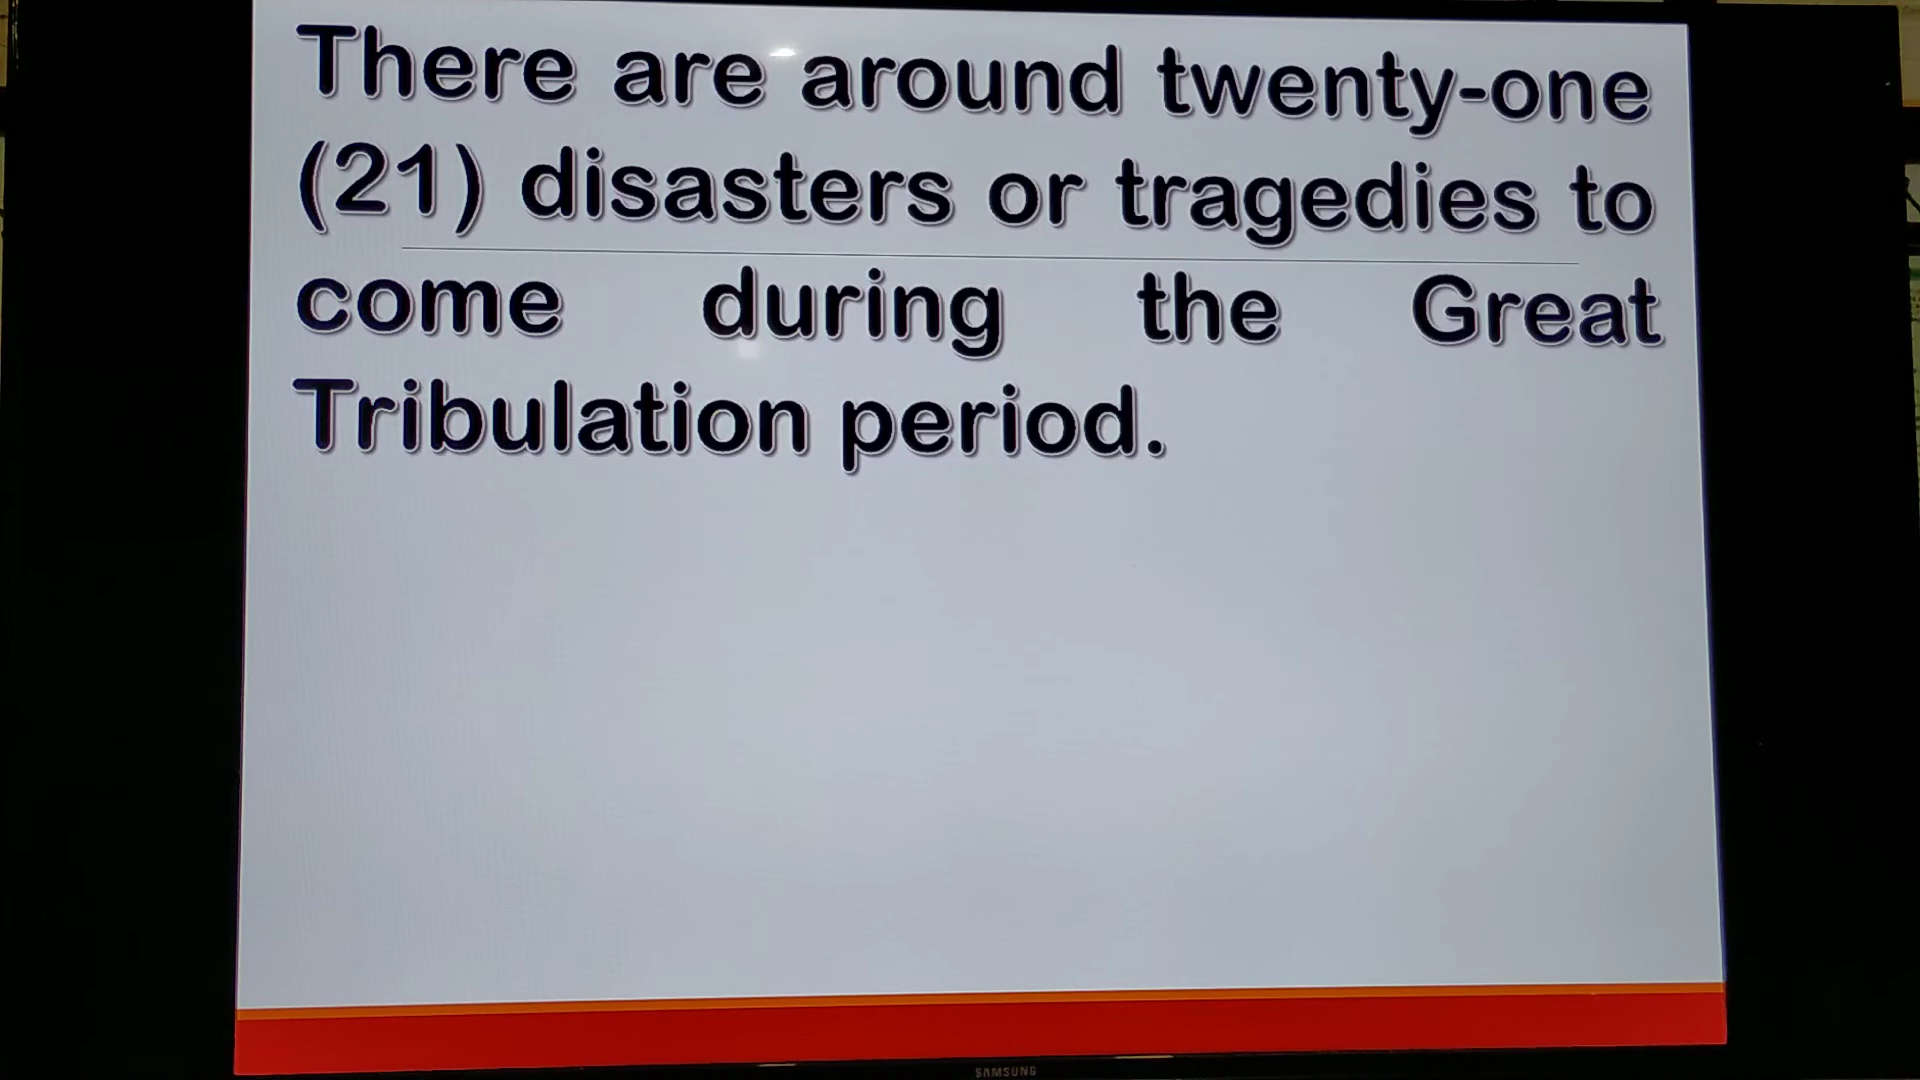 There are around twenty-one
(21) disasters or tragedies to
come during the Great
Tribulation period.
SAMSUNG